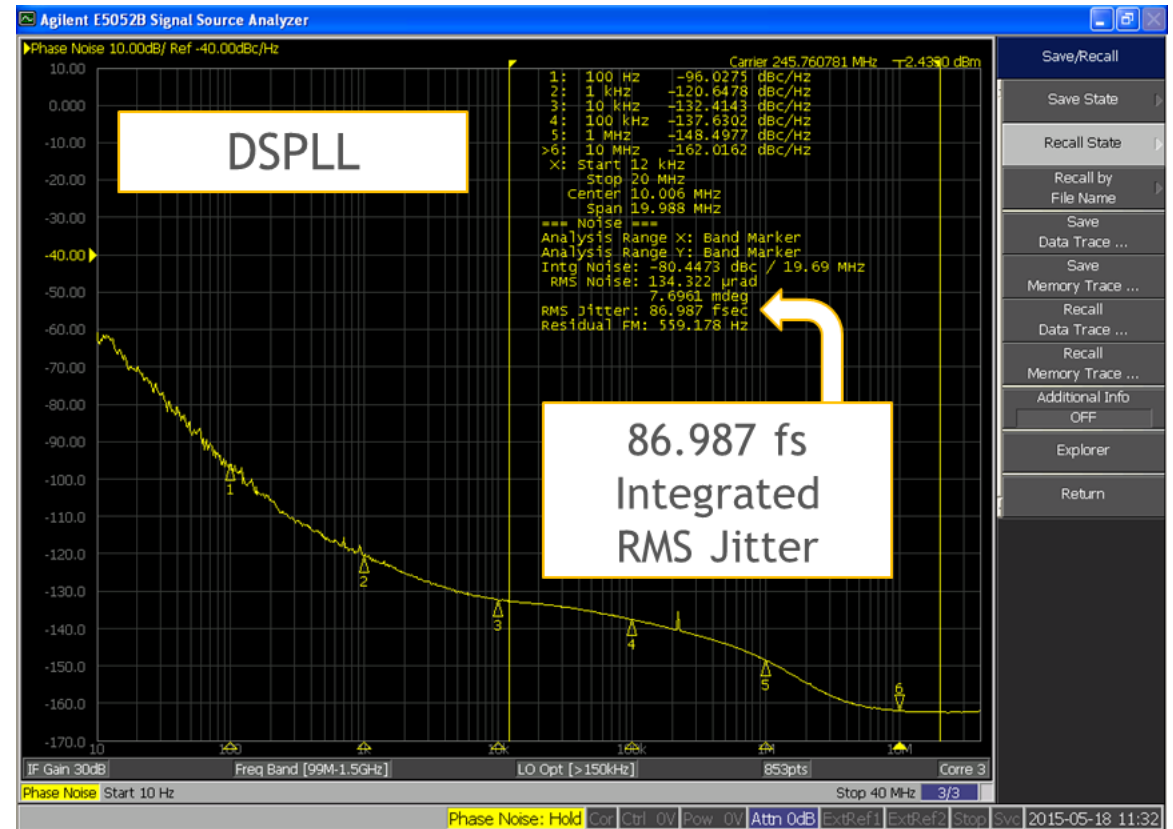 Agilent E5052B Signal Source Analyzer
Phase Noise 10.00dB/ Ref -40.00dBc/Hz
Carrier 245.760781 MHz
10.00
0.000
-10.00
-20.00
-30.00
-40.00
-50.00
-60.00
-70.00
-80.00
-90.00
-100.0
-110.0
-120.0
-130.0
-140.0
-150.0
-160.0
-170.0
DSPLL
1: 100 Hz -96.0275 dBc/Hz
2: 1 kHz -120.6478 dBc/Hz
3: 10 kHz -132.4143 dBc/Hz
4: 100 kHz -137.6302 dBc/Hz
5: 1 MHz -148.4977 dBc/Hz
>6: 10 MHz -162.0162 dBc/Hz
X: Start 12 kHz
Stop 20 MHz
Center 10.006 MHz
Span 19.988 MHz
=== Noise ===
Analysis Range X: Band Marker
Analysis Range Y: Band Marker
Intg Noise: -80.4473 dBc / 19.69 MHz
RMS Noise: 134.322 µrad
7.6961 mdeg
RMS Jitter: 86.987 fsec
Residual FM: 559.178 Hz
86.987 fs
Integrated
RMS Jitter
1
2
3
4
5
6
10
100
1k
10k
100k
1M
10M
IF Gain 30dB
Freq Band [99M-1.5GHz]
LO Opt [>150kHz]
853pts
Corre 3
Phase Noise Start 10 Hz
Stop 40 MHz 3/3
Save/Recall
Save State
Recall State
Recall by
File Name
Save
Data Trace ...
Save
Memory Trace ...
Recall
Data Trace ...
Recall
Memory Trace ...
Additional Info
OFF
Explorer
Return
Phase Noise: Hold Cor Ctrl 0V Pow 0V Attn 0dB ExtRef1 ExtRef2 Stop Svc 2015-05-18 11:32